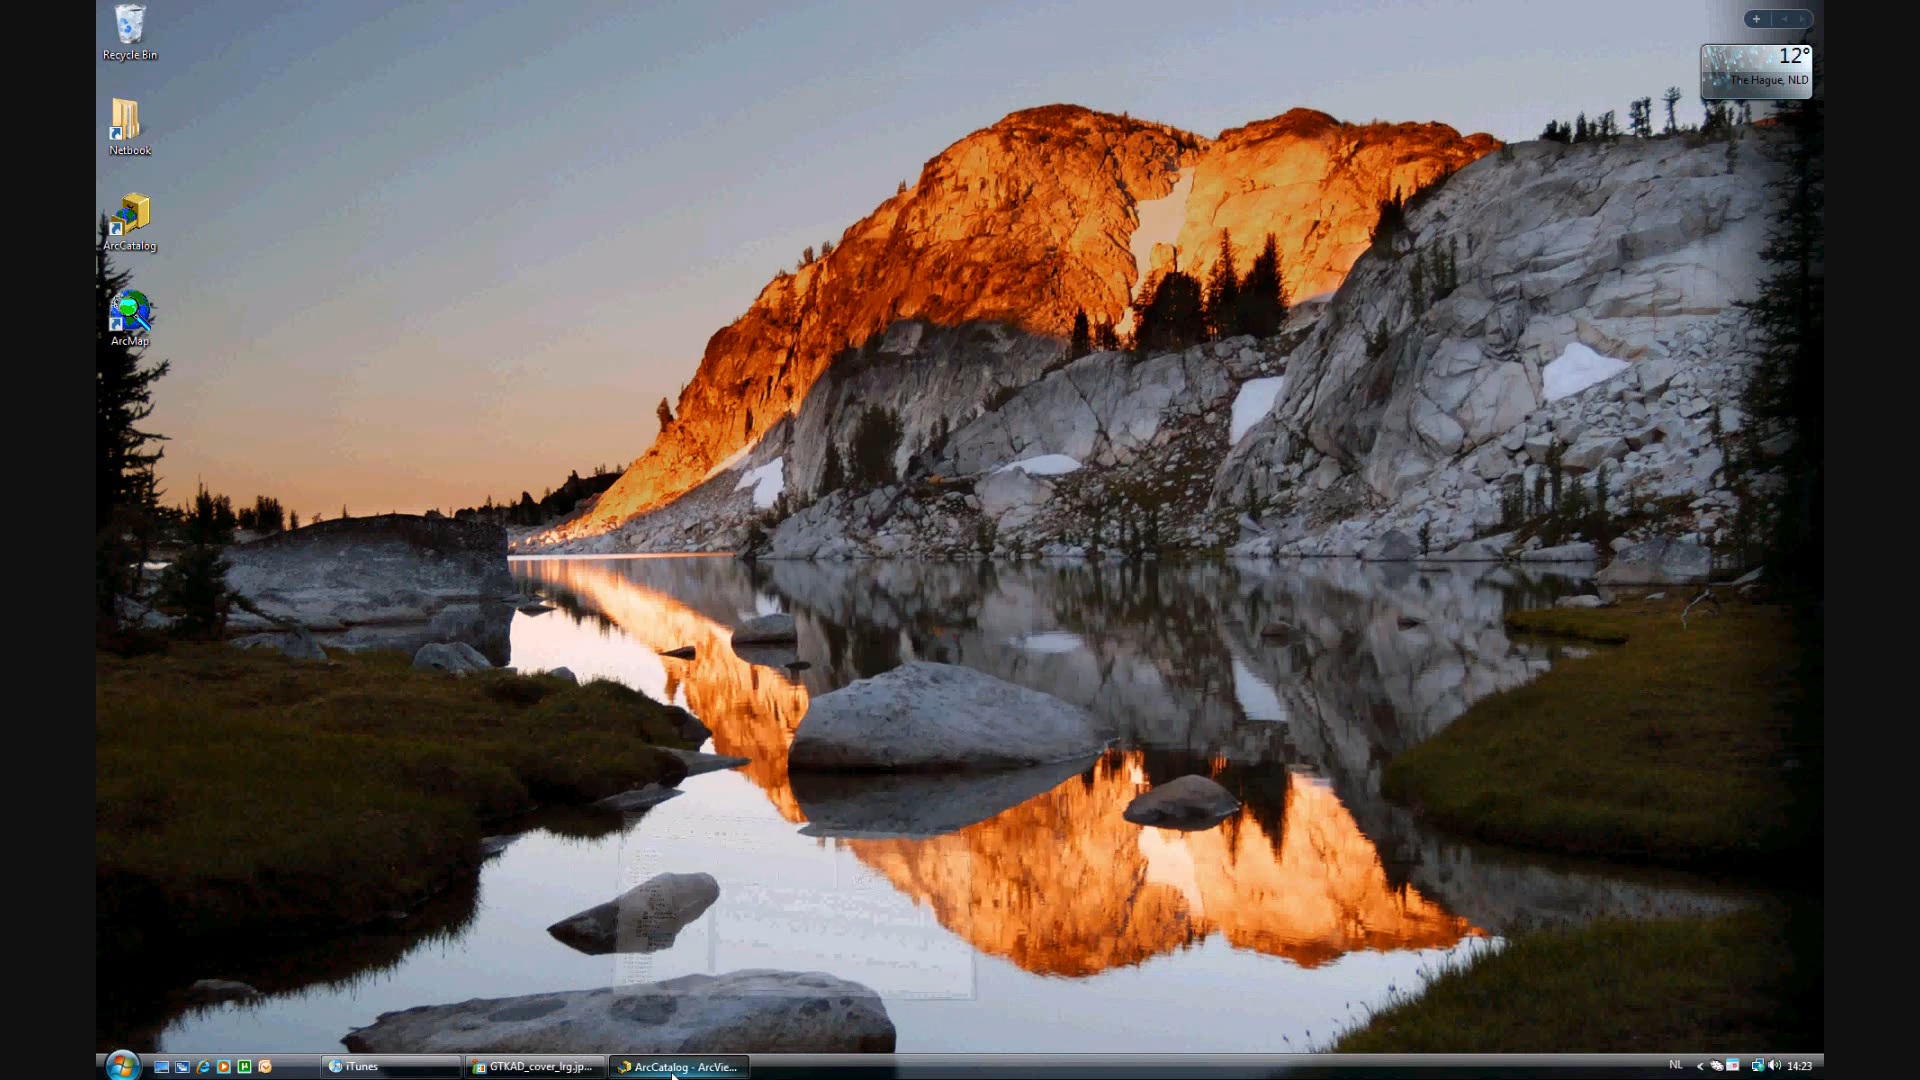 Recycle Bin
Netbook
ArcCatalog
ArcMap
12°
The Hague, NLD
iTunes
GTKAD_cover_lrg.jp...
ArcCatalog - ArcVie...
NL
14:23